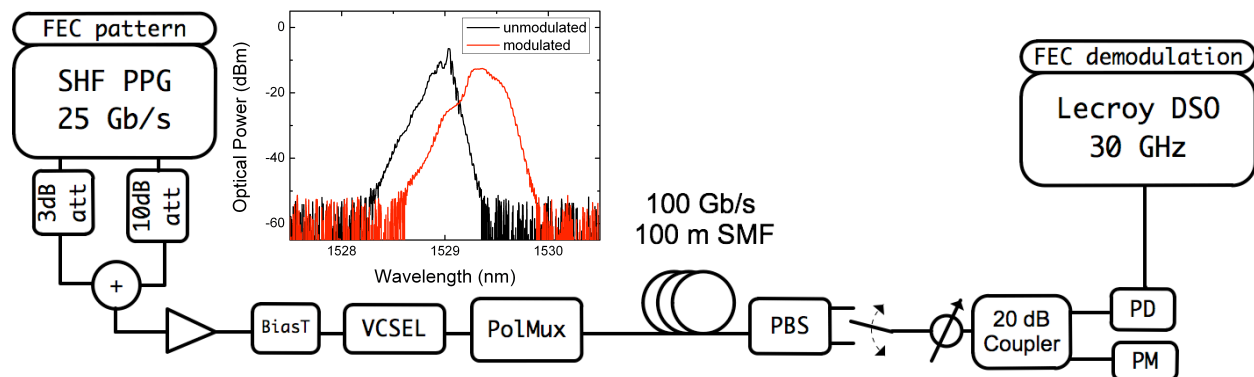 FEC pattern
SHF PPG
25 Gb/s
3dB
att
10dB
att
+
BiasT
VCSEL
PolMux
Optical Power (dBm)
0
-20
-40
-60
unmodulated
modulated
1528
1529
1530
Wavelength (nm)
100 Gb/s
100 m SMF
PBS
20 dB
Coupler
PD
PM
FEC demodulation
Lecroy DSO
30 GHz